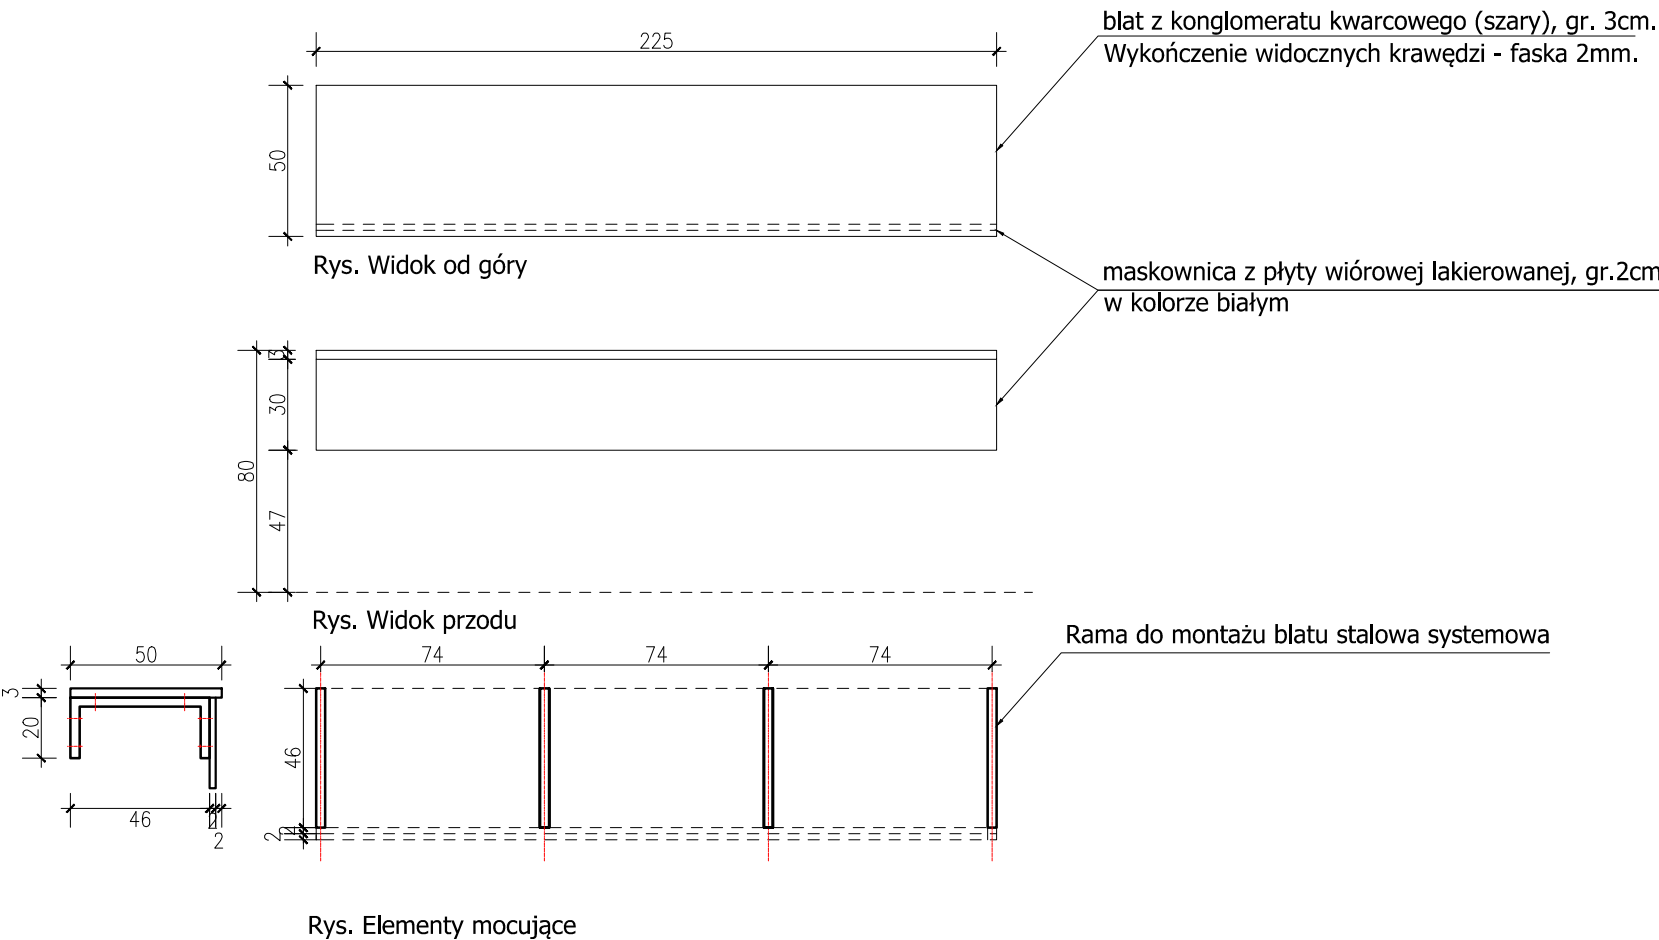 blat z konglomeratu kwarcowego (szary), gr. 3cm.
Wykończenie widocznych krawędzi - faska 2mm.
225
50
Rys. Widok od góry
maskownica z płyty wiórowej lakierowanej, gr.2cm
w kolorze białym
3
30
80
47
Rys. Widok przodu
Rama do montażu blatu stalowa systemowa
50
74
74
74
3
20
46
46
2
2
2
2
Rys. Elementy mocujące